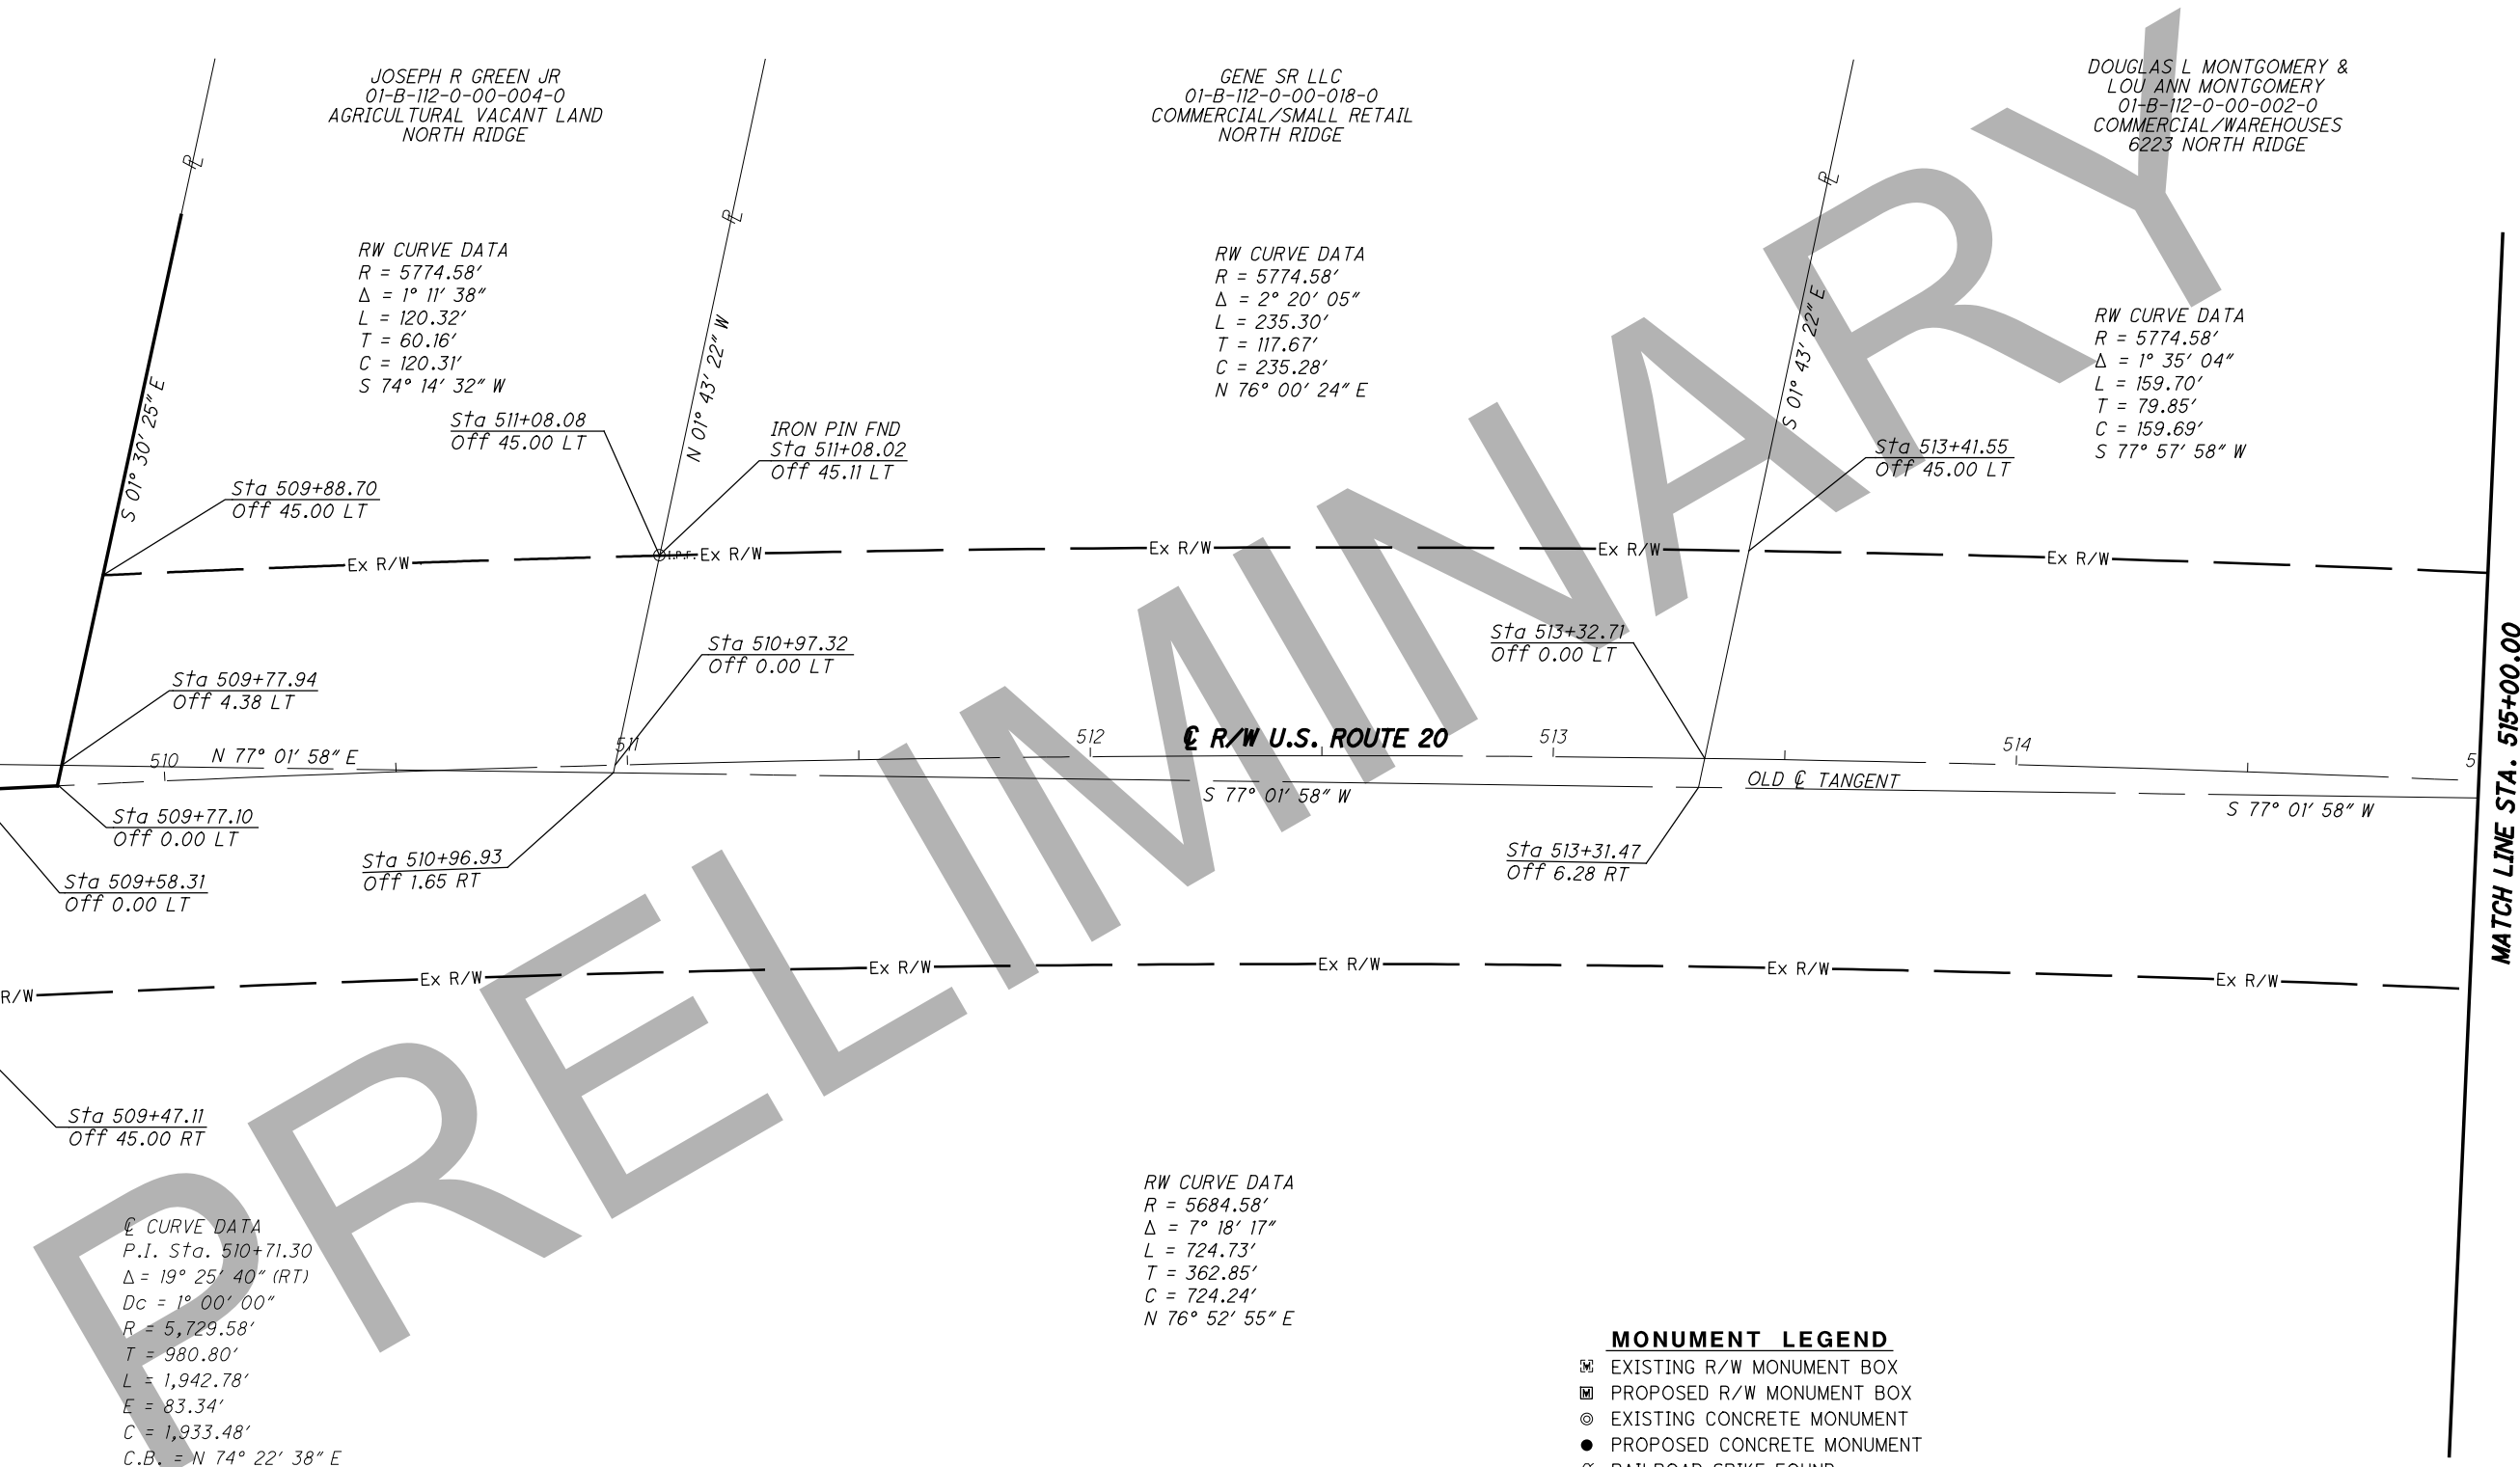 JOSEPH R GREEN JR
01-B-112-0-00-004-0
AGRICULTURAL VACANT LAND
NORTH RIDGE
GENE SR LLC
01-B-112-0-00-018-0
COMMERCIAL/SMALL RETAIL
NORTH RIDGE
DOUGLAS L MONTGOMERY &
LOU ANN MONTGOMERY
01-B-112-0-00-002-0
COMMERCIAL/WAREHOUSES
6223 NORTH RIDGE
PL
PL
PL
RW CURVE DATA
R = 5774.58'
Δ = 1° 11' 38"
L = 120.32'
T = 60.16'
C = 120.31'
S 74° 14' 32" W
RW CURVE DATA
R = 5774.58'
Δ = 2° 20' 05"
L = 235.30'
T = 117.67'
C = 235.28'
N 76° 00' 24" E
RW CURVE DATA
R = 5774.58'
Δ = 1° 35' 04"
L = 159.70'
T = 79.85'
C = 159.69'
S 77° 57' 58" W
S 01° 30' 25" E
N 01° 43' 22" W
S 01° 43' 22" E
Sta 511+08.08
Off 45.00 LT
IRON PIN FND
Sta 511+08.02
Off 45.11 LT
Sta 513+41.55
Off 45.00 LT
Sta 509+88.70
Off 45.00 LT
Ex R/W
I.P.F.
Ex R/W
Ex R/W
Ex R/W
Ex R/W
Sta 510+97.32
Off 0.00 LT
Sta 513+32.71
Off 0.00 LT
Sta 509+77.94
Off 4.38 LT
510
N 77° 01' 58" E
511
512
℄ R/W U.S. ROUTE 20
513
514
5
OLD ℄ TANGENT
S 77° 01' 58" W
S 77° 01' 58" W
MATCH LINE STA. 515+00.00
Sta 509+77.10
Off 0.00 LT
Sta 510+96.93
Off 1.65 RT
Sta 513+31.47
Off 6.28 RT
Sta 509+58.31
Off 0.00 LT
R/W
Ex R/W
Ex R/W
Ex R/W
Ex R/W
Ex R/W
Sta 509+47.11
Off 45.00 RT
RW CURVE DATA
R = 5684.58'
Δ = 7° 18' 17"
L = 724.73'
T = 362.85'
C = 724.24'
N 76° 52' 55" E
℄ CURVE DATA
P.I. Sta. 510+71.30
Δ = 19° 25' 40" (RT)
Dc = 1° 00' 00"
R = 5,729.58'
T = 980.80'
L = 1,942.78'
E = 83.34'
C = 1,933.48'
C.B. = N 74° 22' 38" E
MONUMENT LEGEND
EXISTING R/W MONUMENT BOX
PROPOSED R/W MONUMENT BOX
EXISTING CONCRETE MONUMENT
PROPOSED CONCRETE MONUMENT
RAILROAD SPIKE FOUND
PRELIMINARY